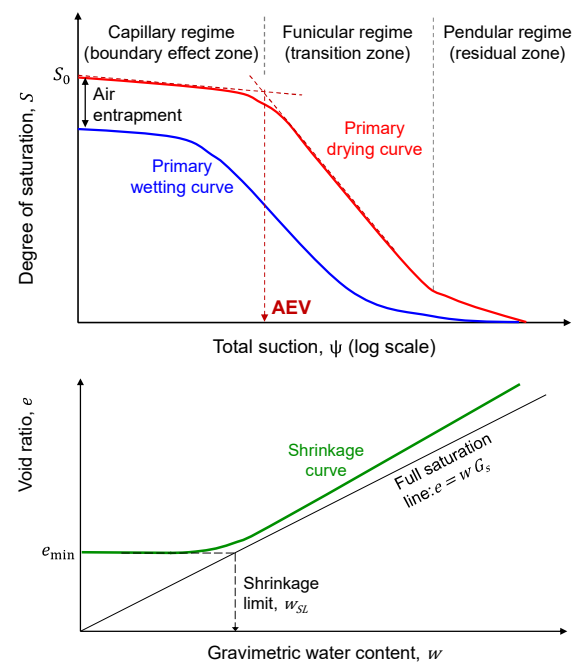 Capillary regime
(boundary effect zone)
Funicular regime
(transition zone)
Pendular regime
(residual zone)
S₀
Air
entrapment
Primary
drying curve
Primary
wetting curve
Degree of saturation, S
AEV
Total suction, ψ (log scale)
Void ratio, e
Shrinkage
curve
Full saturation
line: e = w Gₛ
e_min
Shrinkage
limit, w_SL
Gravimetric water content, w